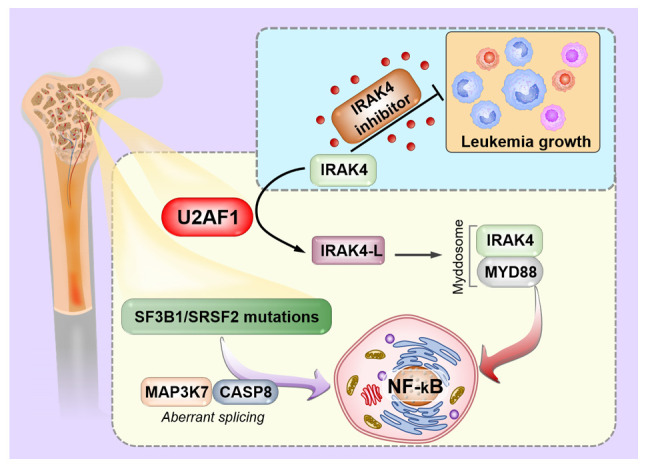 IRAK4
inhibitor
Leukemia growth
IRAK4
U2AF1
IRAK4-L
Myddosome
IRAK4
MYD88
SF3B1/SRSF2 mutations
MAP3K7
CASP8
Aberrant splicing
NF-κB